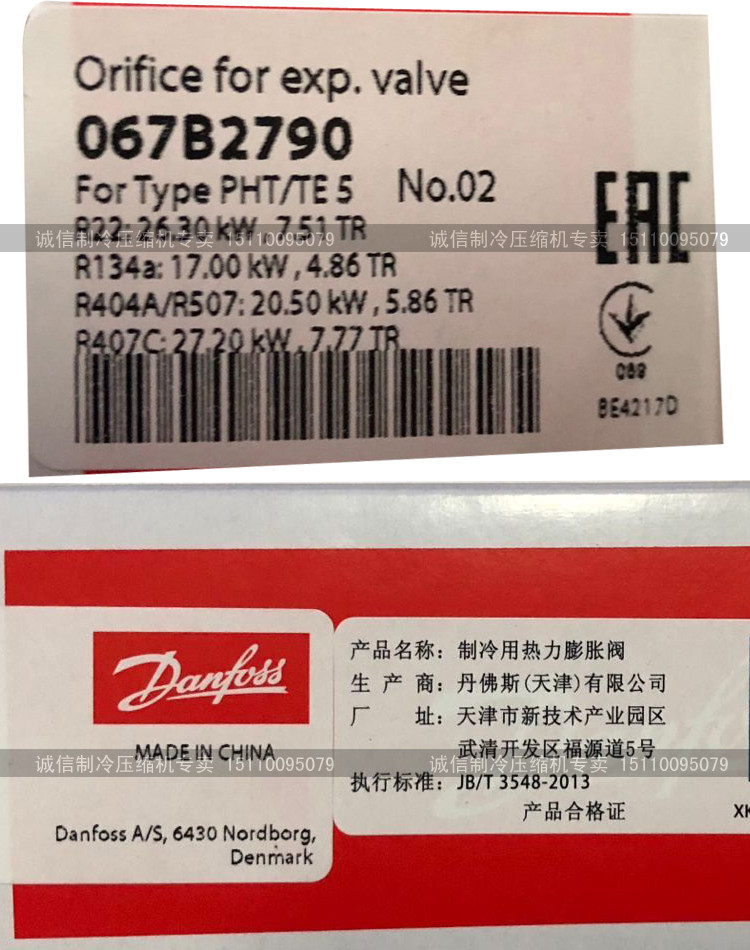 Orifice for exp. valve
067B2790
For Type PHT/TE 5 No.02
R22: 26.30 kW, 7.51 TR
诚信制冷压缩机专卖 15110095079 诚信制冷压缩机专卖 15110095079
R134a: 17.00 kW, 4.86 TR
R404A/R507: 20.50 kW, 5.86 TR
R407C: 27.20 kW, 7.77 TR
EAC
089
BE4217D
Danfoss
MADE IN CHINA
Danfoss A/S, 6430 Nordborg,
Denmark
产品名称：制冷用热力膨胀阀
生产商：丹佛斯(天津)有限公司
厂址：天津市新技术产业园区
武清开发区福源道5号
诚信制冷压缩机专卖 15110095079 诚信制冷压缩机专卖 15110095079
执行标准：JB/T 3548-2013
产品合格证
XK